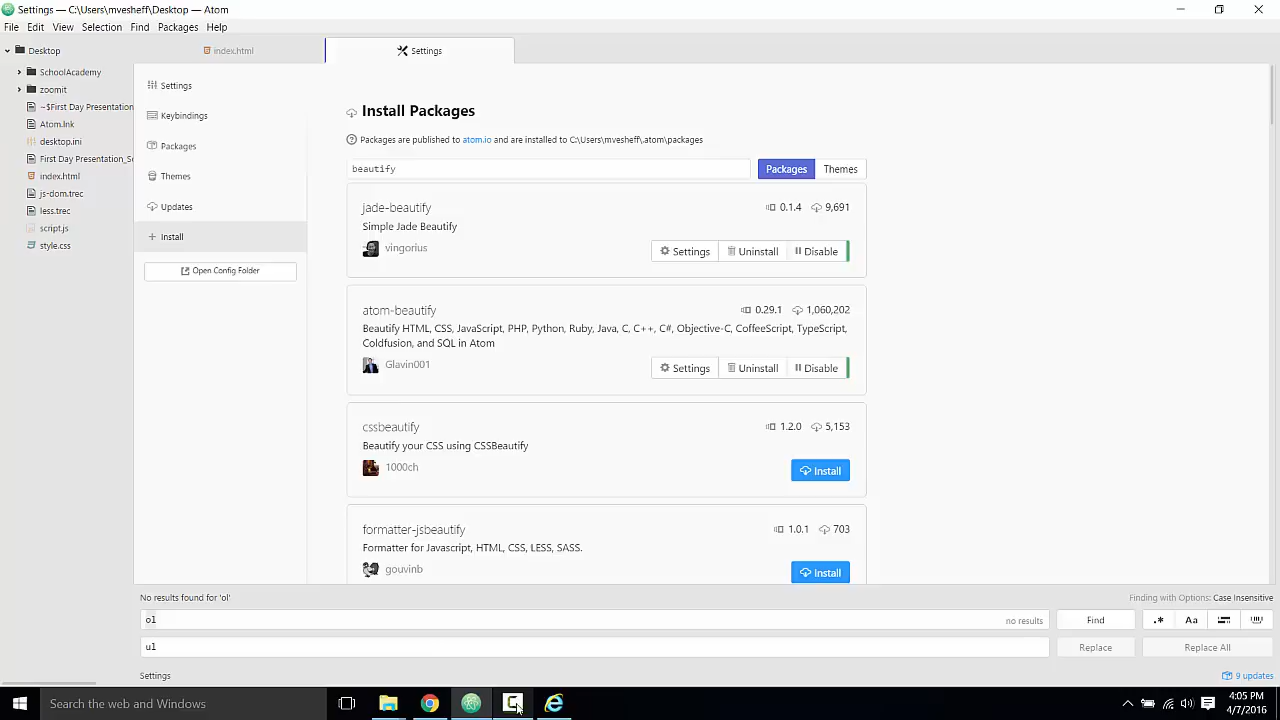 Settings — C:\Users\mvesheff\Desktop — Atom
File Edit View Selection Find Packages Help
Desktop
index.html
Settings
SchoolAcademy
zoomit
~$First Day Presentation
Atom.lnk
desktop.ini
First Day Presentation_S
index.html
js-dom.trec
less.trec
script.js
style.css
Settings
Keybindings
Packages
Themes
Updates
Install
Open Config Folder
Install Packages
Packages are published to atom.io and are installed to C:\Users\mvesheff\.atom\packages
beautify
Packages Themes
jade-beautify 0.1.4 9,691
Simple Jade Beautify
vingorius Settings Uninstall Disable
atom-beautify 0.29.1 1,060,202
Beautify HTML, CSS, JavaScript, PHP, Python, Ruby, Java, C, C++, C#, Objective-C, CoffeeScript, TypeScript,
Coldfusion, and SQL in Atom
Glavin001 Settings Uninstall Disable
cssbeautify 1.2.0 5,153
Beautify your CSS using CSSBeautify
1000ch Install
formatter-jsbeautify 1.0.1 703
Formatter for Javascript, HTML, CSS, LESS, SASS.
gouvinb Install
No results found for 'ol' Finding with Options: Case Insensitive
ol no results Find .* Aa
ul Replace Replace All
Settings 9 updates
Search the web and Windows
4:05 PM
4/7/2016